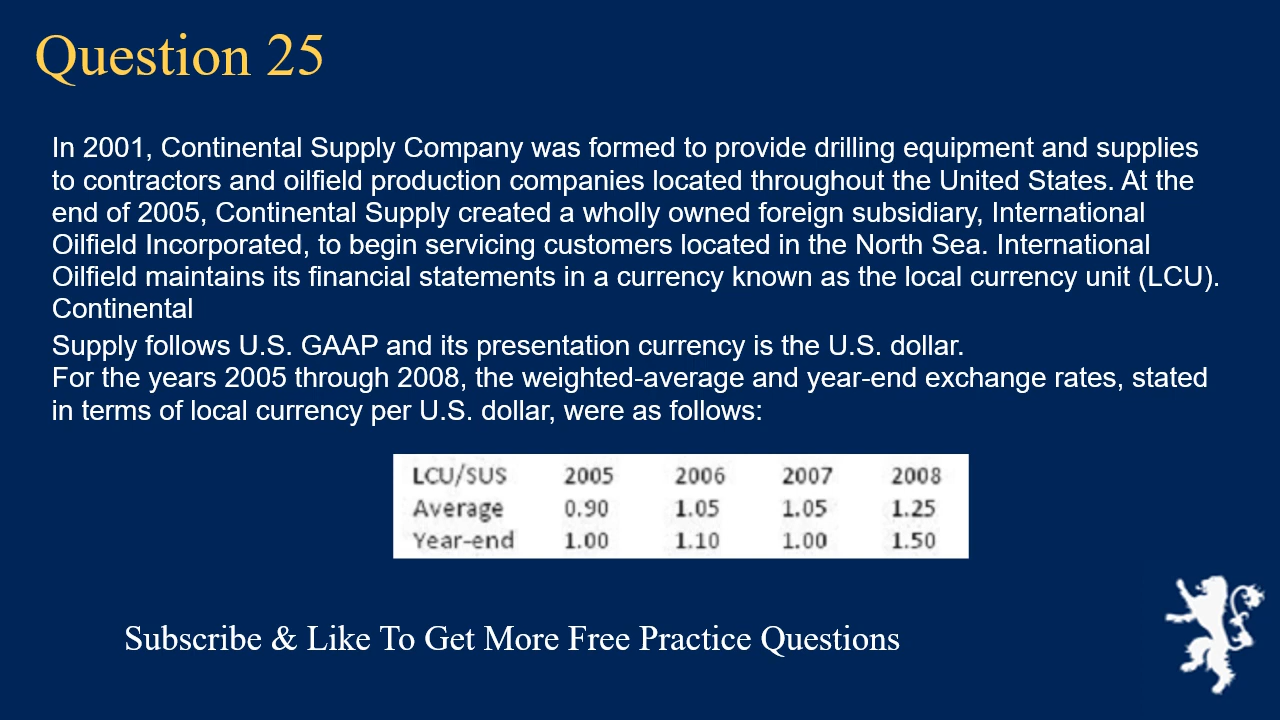 Question 25
In 2001, Continental Supply Company was formed to provide drilling equipment and supplies
to contractors and oilfield production companies located throughout the United States. At the
end of 2005, Continental Supply created a wholly owned foreign subsidiary, International
Oilfield Incorporated, to begin servicing customers located in the North Sea. International
Oilfield maintains its financial statements in a currency known as the local currency unit (LCU).
Continental
Supply follows U.S. GAAP and its presentation currency is the U.S. dollar.
For the years 2005 through 2008, the weighted-average and year-end exchange rates, stated
in terms of local currency per U.S. dollar, were as follows:
LCU/SUS 2005 2006 2007 2008
Average 0.90 1.05 1.05 1.25
Year-end 1.00 1.10 1.00 1.50
Subscribe & Like To Get More Free Practice Questions